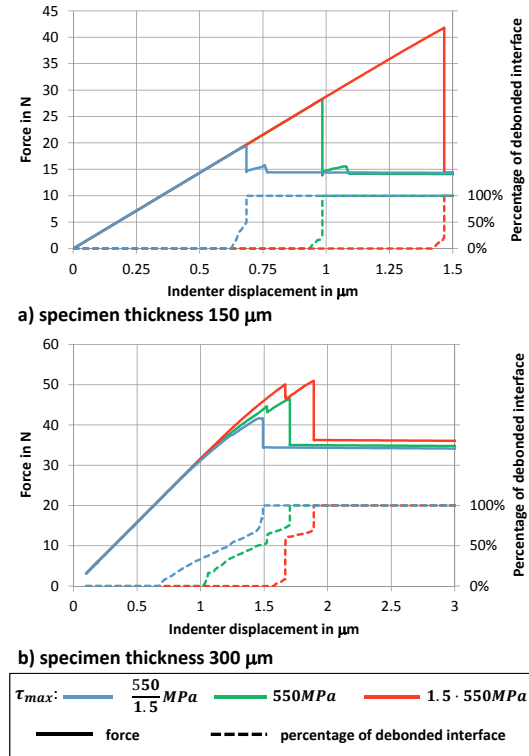 45
40
35
30
25
20
15
10
5
0
Force in N
100%
50%
0%
Percentage of debonded interface
0 0.25 0.5 0.75 1 1.25 1.5
Indenter displacement in μm
a) specimen thickness 150 μm
60
50
40
30
20
10
0
Force in N
100%
50%
0%
Percentage of debonded interface
0 0.5 1 1.5 2 2.5 3
Indenter displacement in μm
b) specimen thickness 300 μm
τmax: 550/1.5 MPa 550MPa 1.5 · 550MPa
force percentage of debonded interface